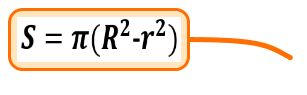 S = π(R²-r²)